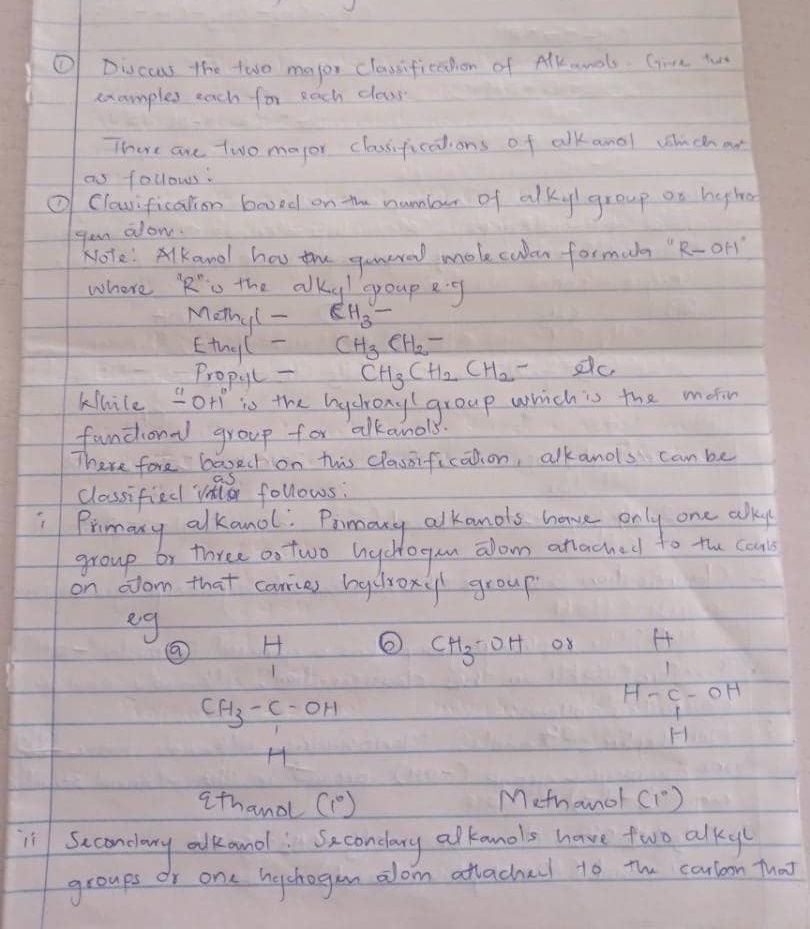 ① Discuss the two major classification of Alkanols. Give two
examples each for each class.
There are two major classifications of alkanol which are
as follows:
① Classification based on the number of alkyl group or hydro
gen atom.
Note: Alkanol has the general molecular formula "R-OH"
where "R" is the alkyl group e.g
Methyl - CH3-
Ethyl - CH3 CH2-
Propyl - CH3 CH2 CH2- etc.
While "-OH" is the hydroxyl group which is the
functional group for alkanols.
There fore based on this classification, alkanols can be
classified as follows:
i Primary alkanol: Primary alkanols have only one alkyl
group or three or two hydrogen atom attached to the carb
on atom that carries hydroxyl group.
eg
ⓐ H ⓑ CH3-OH or H
CH3-C-OH H-C-OH
H H
Ethanol (1°) Methanol (1°)
ii Secondary alkanol: Secondary alkanols have two alkyl
groups or one hydrogen atom attached to the carbon that